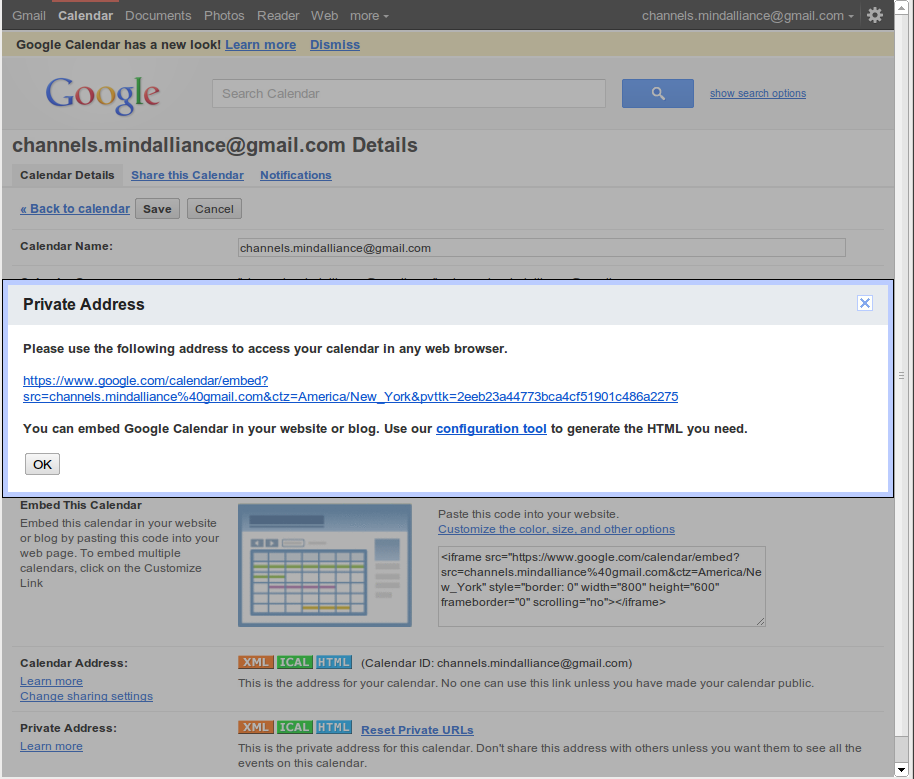 Gmail Calendar Documents Photos Reader Web more channels.mindalliance@gmail.com
Google Calendar has a new look! Learn more Dismiss
Google Search Calendar show search options
channels.mindalliance@gmail.com Details
Calendar Details Share this Calendar Notifications
« Back to calendar Save Cancel
Calendar Name: channels.mindalliance@gmail.com
Private Address
Please use the following address to access your calendar in any web browser.
https://www.google.com/calendar/embed?
src=channels.mindalliance%40gmail.com&ctz=America/New_York&pvttk=2eeb23a44773bca4cf51901c486a2275
You can embed Google Calendar in your website or blog. Use our configuration tool to generate the HTML you need.
OK
Embed This Calendar
Embed this calendar in your website
or blog by pasting this code into your
web page. To embed multiple
calendars, click on the Customize
Link
Paste this code into your website.
Customize the color, size, and other options
<iframe src="https://www.google.com/calendar/embed?
src=channels.mindalliance%40gmail.com&ctz=America/Ne
w_York" style="border: 0" width="800" height="600"
frameborder="0" scrolling="no"></iframe>
Calendar Address: XML ICAL HTML (Calendar ID: channels.mindalliance@gmail.com)
Learn more
Change sharing settings
This is the address for your calendar. No one can use this link unless you have made your calendar public.
Private Address: XML ICAL HTML Reset Private URLs
Learn more
This is the private address for this calendar. Don't share this address with others unless you want them to see all the
events on this calendar.